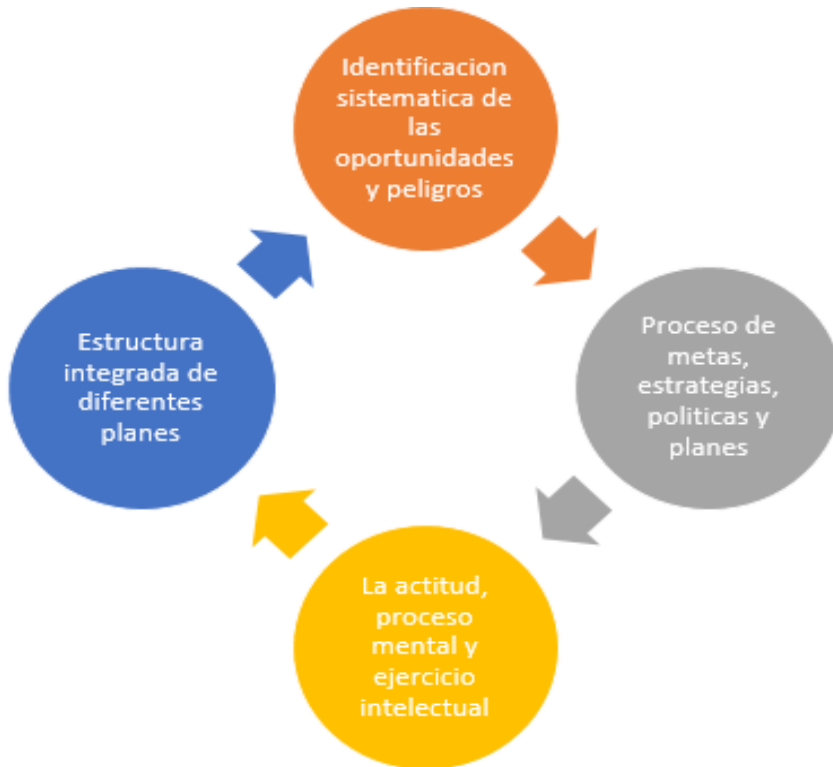 Identificacion
sistematica de
las
oportunidades
y peligros
Proceso de
metas,
estrategias,
politicas y
planes
La actitud,
proceso
mental y
ejercicio
intelectual
Estructura
integrada de
diferentes
planes